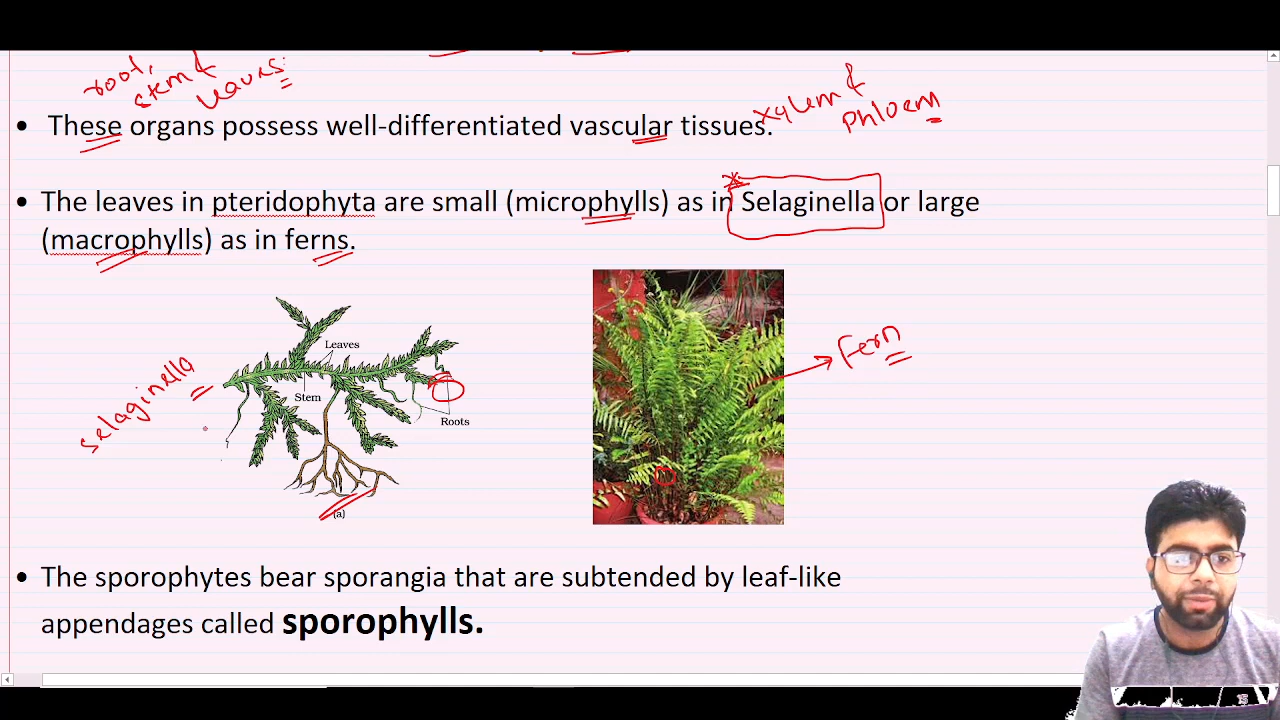 root,
stem &
leaves
xylem &
phloem
• These organs possess well-differentiated vascular tissues.
• The leaves in pteridophyta are small (microphylls) as in Selaginella or large
(macrophylls) as in ferns.
Leaves
Stem
Roots
(a)
selaginella
Fern
• The sporophytes bear sporangia that are subtended by leaf-like
appendages called sporophylls.